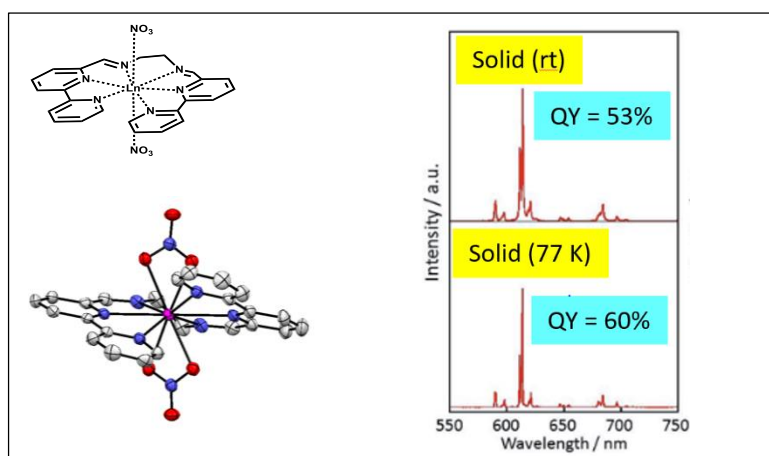 NO₃
N
N
N
N
Ln
N
N
NO₃
Solid (rt)
QY = 53%
Solid (77 K)
QY = 60%
Intensity / a.u.
550 600 650 700 750
Wavelength / nm